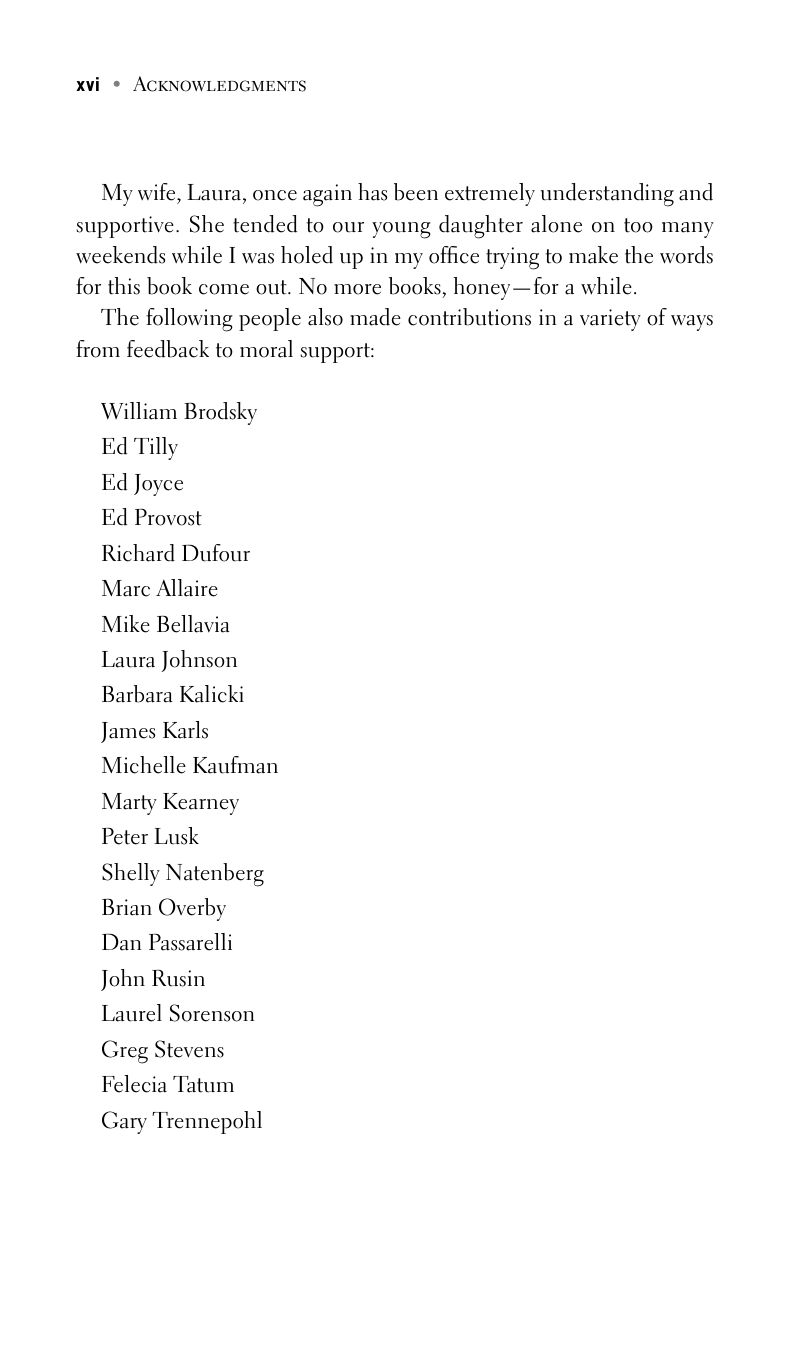 xvi • Acknowledgments
My wife, Laura, once again has been extremely understanding and
supportive. She tended to our young daughter alone on too many
weekends while I was holed up in my office trying to make the words
for this book come out. No more books, honey—for a while.
The following people also made contributions in a variety of ways
from feedback to moral support:
William Brodsky
Ed Tilly
Ed Joyce
Ed Provost
Richard Dufour
Marc Allaire
Mike Bellavia
Laura Johnson
Barbara Kalicki
James Karls
Michelle Kaufman
Marty Kearney
Peter Lusk
Shelly Natenberg
Brian Overby
Dan Passarelli
John Rusin
Laurel Sorenson
Greg Stevens
Felecia Tatum
Gary Trennepohl